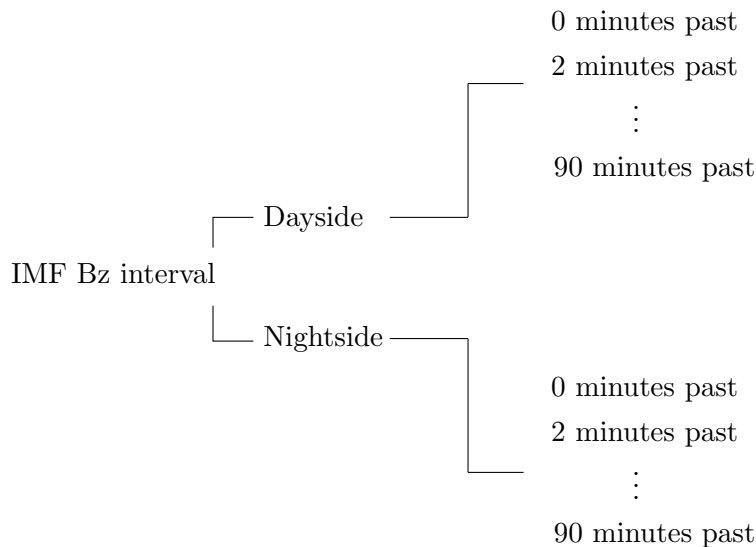 0 minutes past
2 minutes past
⋮
90 minutes past
Dayside
IMF Bz interval
Nightside
0 minutes past
2 minutes past
⋮
90 minutes past